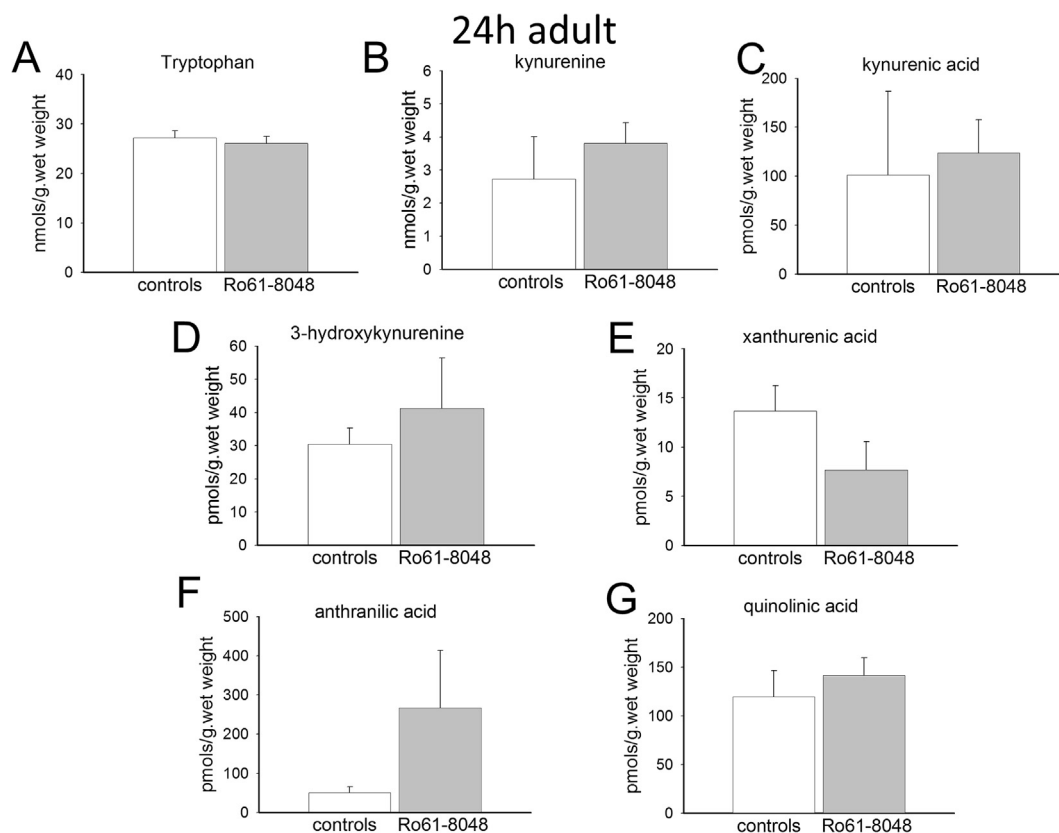 24h adult
A
Tryptophan
nmols/g.wet weight
40
30
20
10
0
controls
Ro61-8048
B
kynurenine
nmols/g.wet weight
6
5
4
3
2
1
0
controls
Ro61-8048
C
kynurenic acid
pmols/g.wet weight
200
150
100
50
0
controls
Ro61-8048
D
3-hydroxykynurenine
pmols/g.wet weight
60
50
40
30
20
10
0
controls
Ro61-8048
E
xanthurenic acid
pmols/g.wet weight
20
15
10
5
0
controls
Ro61-8048
F
anthranilic acid
pmols/g.wet weight
500
400
300
200
100
0
controls
Ro61-8048
G
quinolinic acid
pmols/g.wet weight
200
150
100
50
0
controls
Ro61-8048